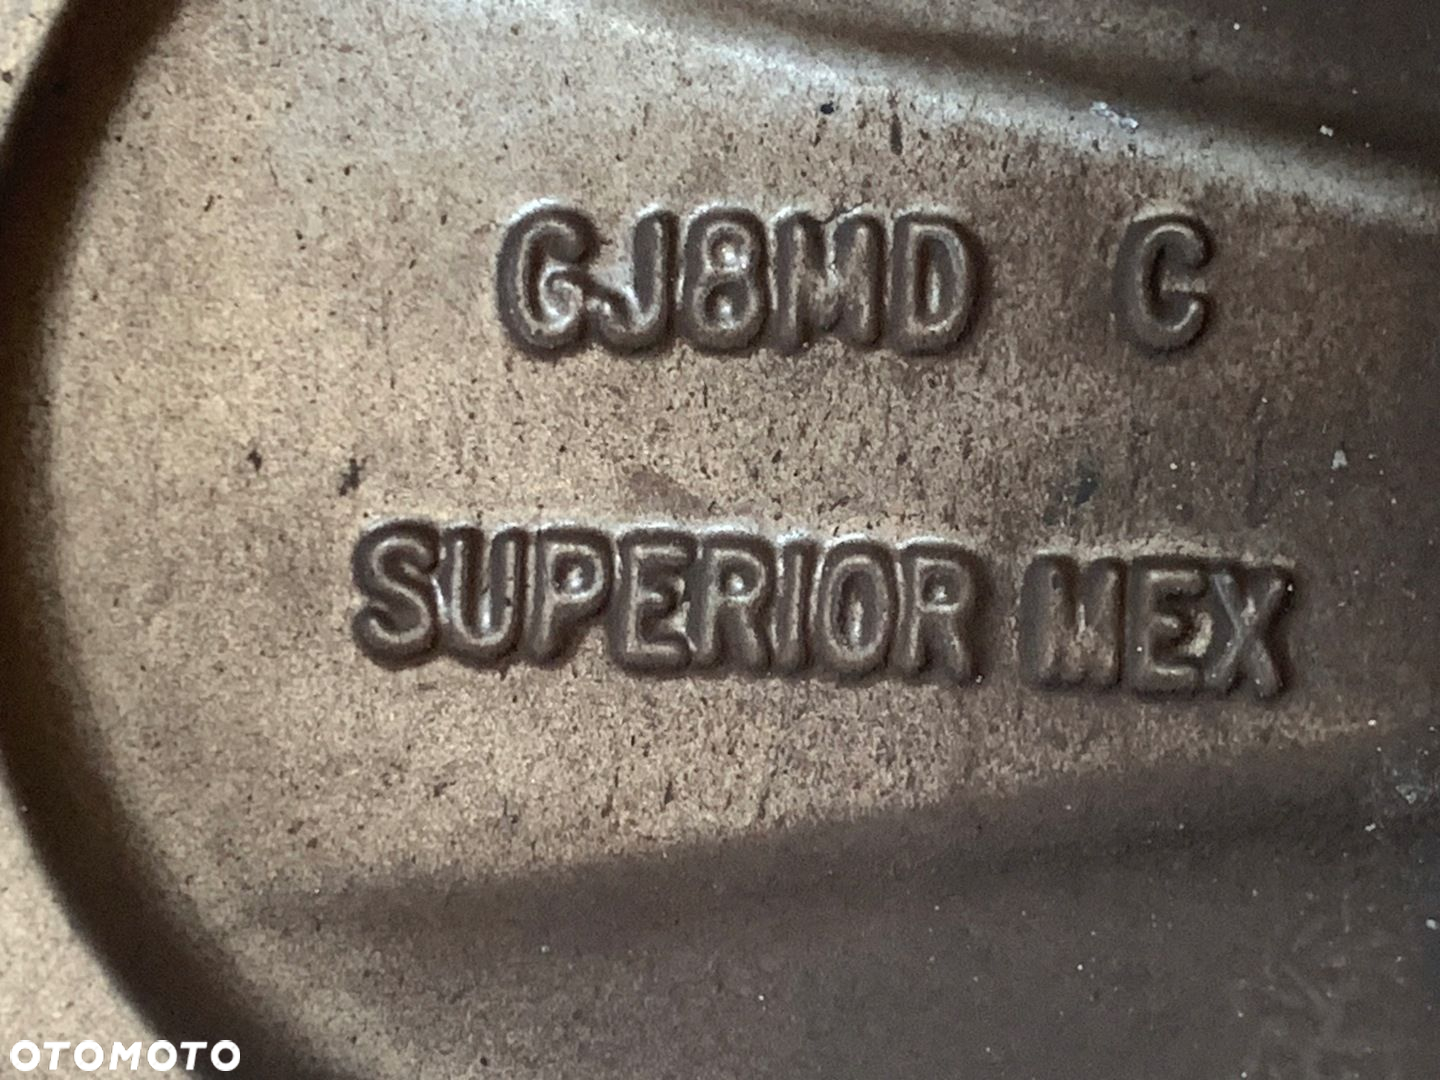 GJ8MD C
SUPERIOR MEX
OTOMOTO